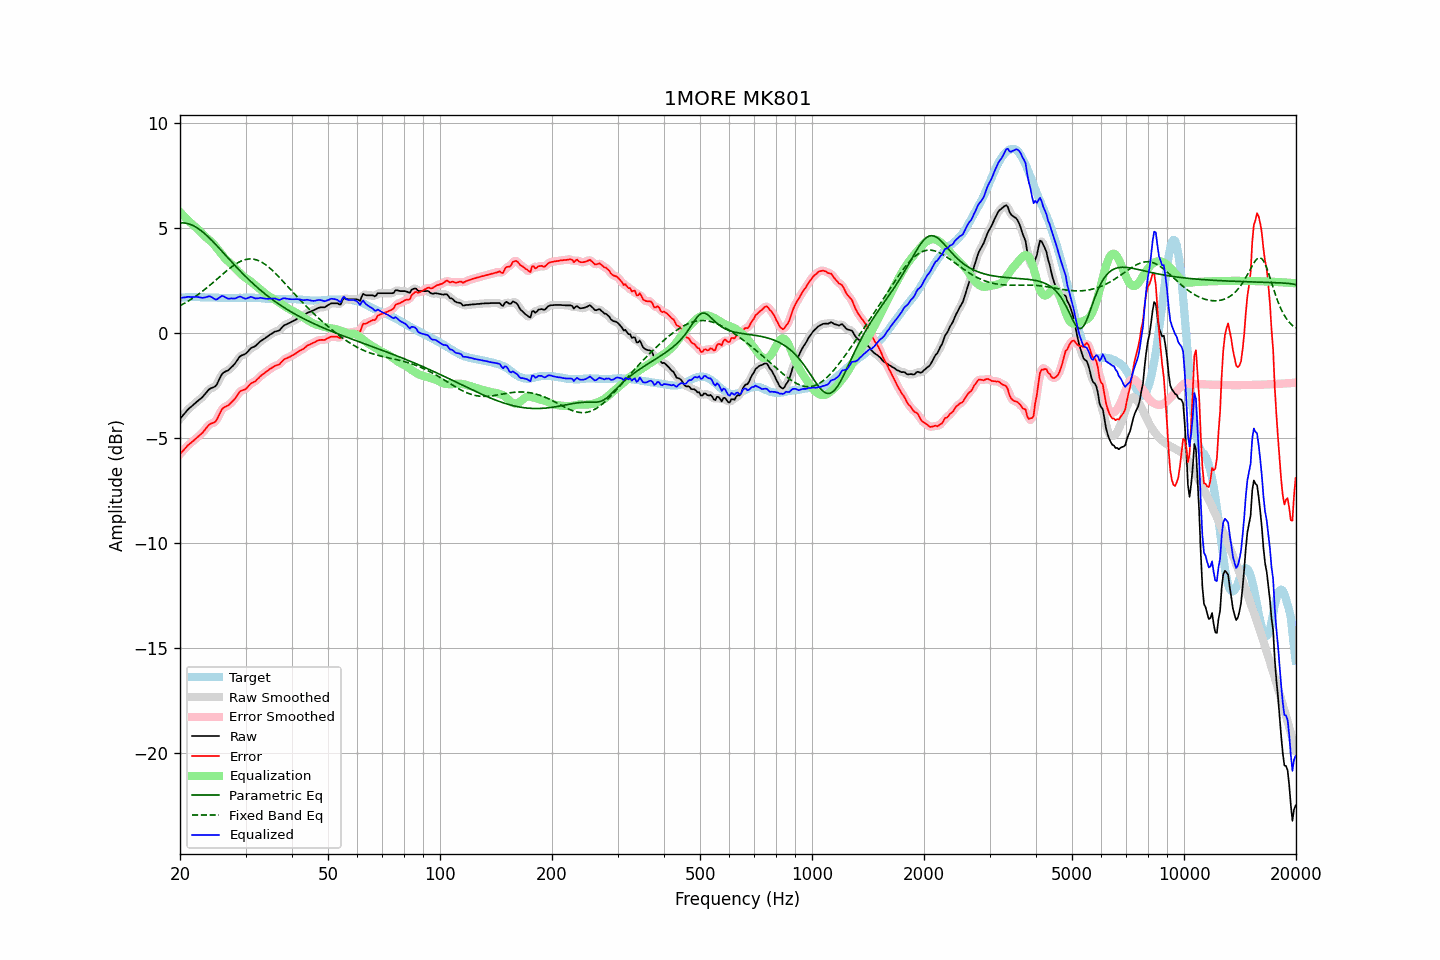 1MORE MK801
Amplitude (dBr)
10
5
0
−5
−10
−15
−20
Target
Raw Smoothed
Error Smoothed
Raw
Error
Equalization
Parametric Eq
Fixed Band Eq
Equalized
20 50 100 200 500 1000 2000 5000 10000 20000
Frequency (Hz)